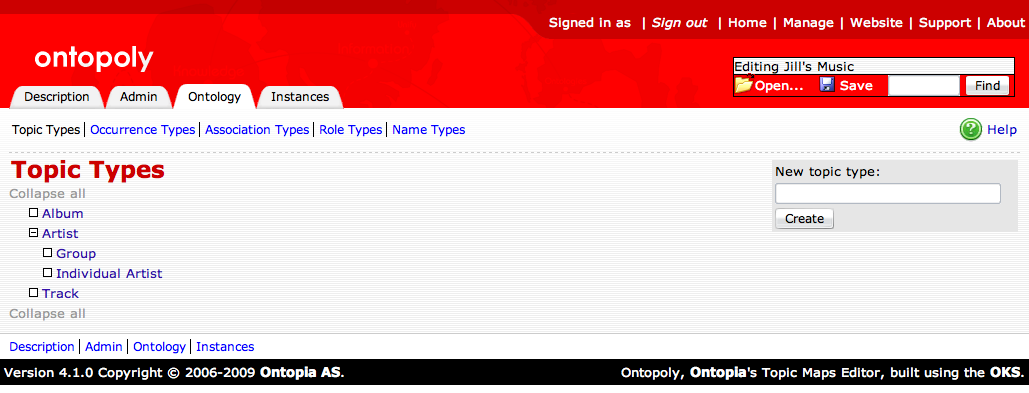 Signed in as | Sign out | Home | Manage | Website | Support | About
ontopoly
Editing Jill's Music
Open... Save Find
Description Admin Ontology Instances
Topic Types | Occurrence Types | Association Types | Role Types | Name Types
Help
Topic Types
New topic type:
Collapse all
Album
Create
Artist
Group
Individual Artist
Track
Collapse all
Description | Admin | Ontology | Instances
Version 4.1.0 Copyright © 2006-2009 Ontopia AS. Ontopoly, Ontopia's Topic Maps Editor, built using the OKS.